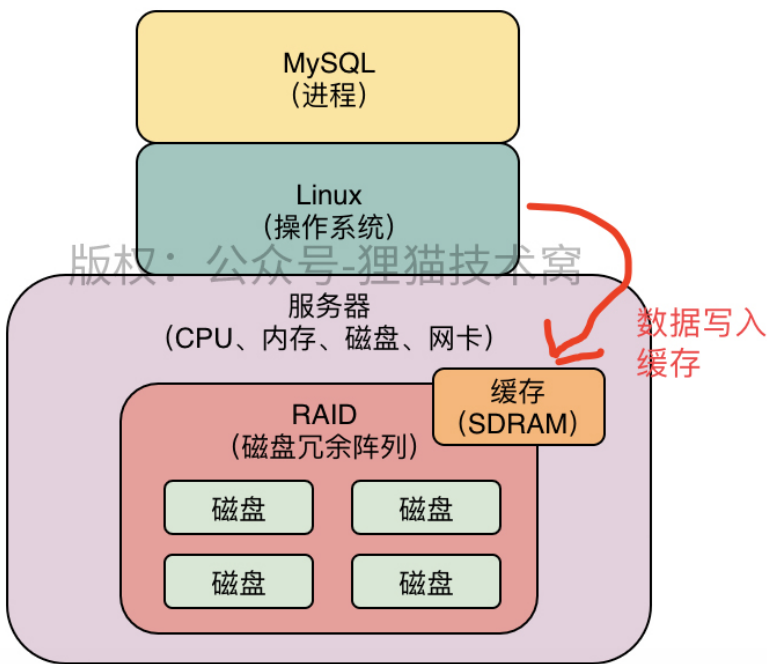 MySQL
（进程）
Linux
（操作系统）
版权：公众号-狸猫技术窝
服务器
（CPU、内存、磁盘、网卡）
数据写入
缓存
缓存
（SDRAM）
RAID
（磁盘冗余阵列）
磁盘
磁盘
磁盘
磁盘